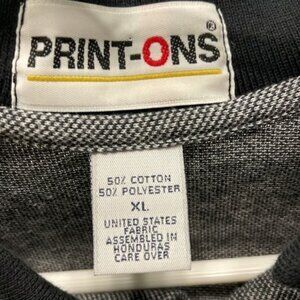 PRINT-ONS®
50% COTTON
50% POLYESTER
XL
UNITED STATES
FABRIC
ASSEMBLED IN
HONDURAS
CARE OVER